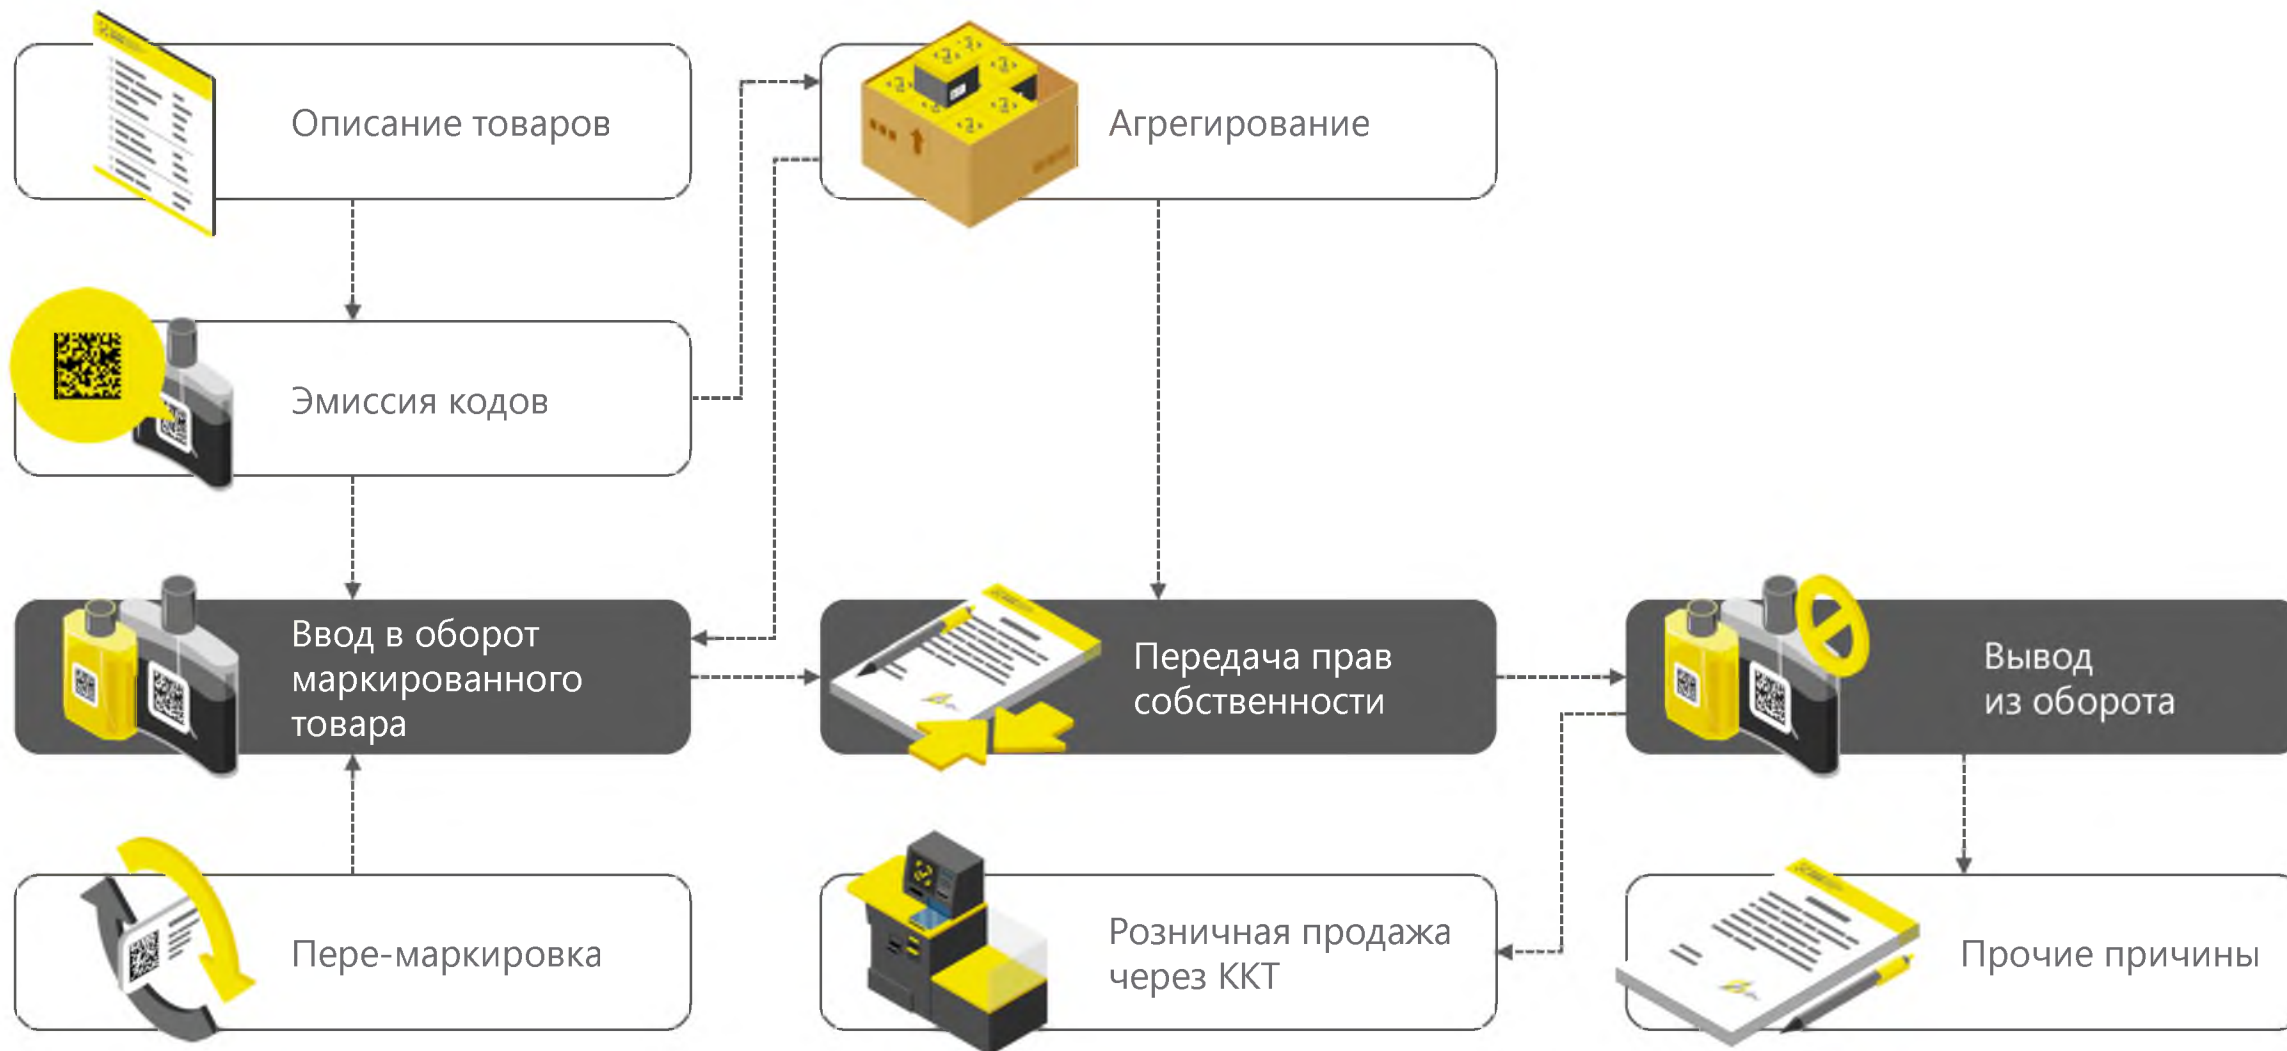 Описание товаров
Агрегирование
Эмиссия кодов
Ввод в оборот
маркированного
товара
Передача прав
собственности
Вывод
из оборота
Пере-маркировка
Розничная продажа
через ККТ
Прочие причины